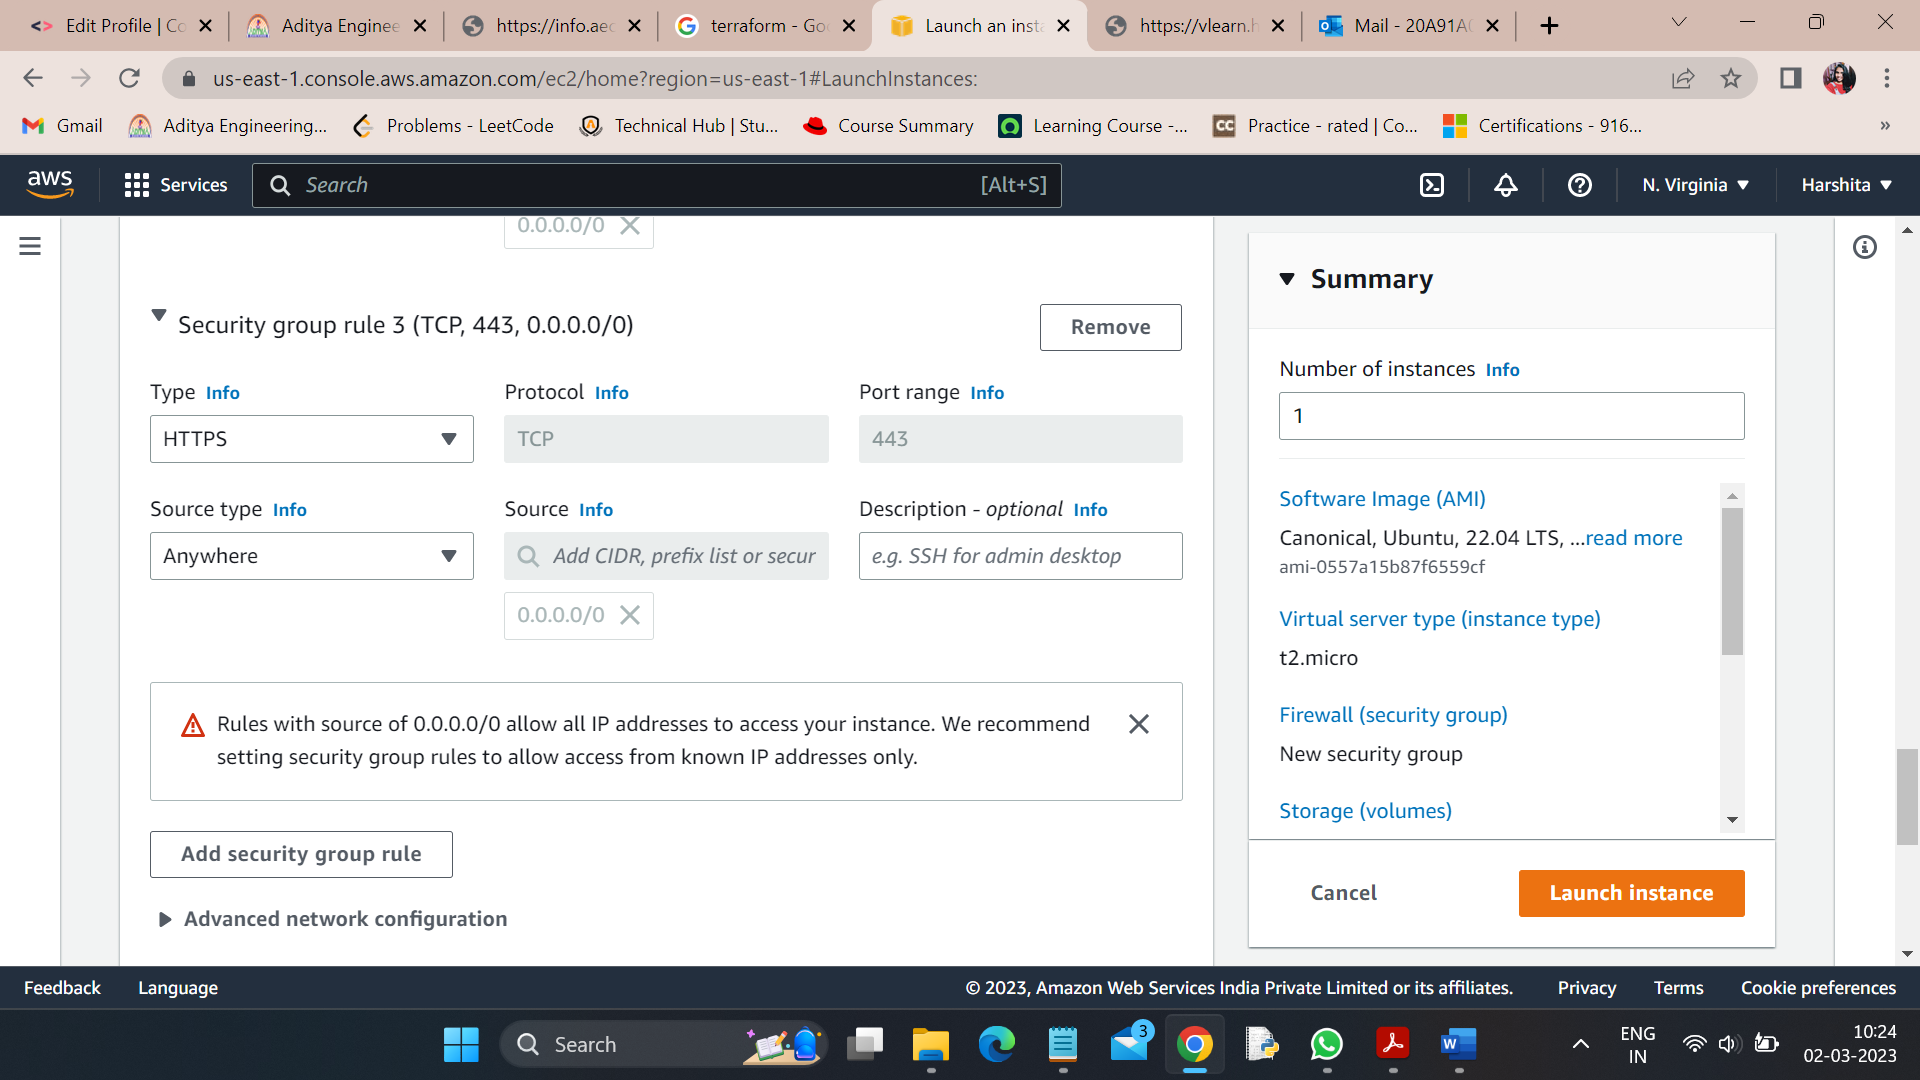 Edit Profile | Co
Aditya Enginee
https://info.aec
terraform - Goo
Launch an insta
https://vlearn.h
Mail - 20A91A0
us-east-1.console.aws.amazon.com/ec2/home?region=us-east-1#LaunchInstances:
Gmail
Aditya Engineering...
Problems - LeetCode
Technical Hub | Stu...
Course Summary
Learning Course -...
CC
Practice - rated | Co...
Certifications - 916...
»
aws
Services
Search
[Alt+S]
N. Virginia
Harshita
0.0.0.0/0
Security group rule 3 (TCP, 443, 0.0.0.0/0)
Remove
Type Info
Protocol Info
Port range Info
HTTPS
TCP
443
Source type Info
Source Info
Description - optional Info
Anywhere
Add CIDR, prefix list or secur
e.g. SSH for admin desktop
0.0.0.0/0
Rules with source of 0.0.0.0/0 allow all IP addresses to access your instance. We recommend
setting security group rules to allow access from known IP addresses only.
Add security group rule
Advanced network configuration
Summary
Number of instances Info
1
Software Image (AMI)
Canonical, Ubuntu, 22.04 LTS, ...read more
ami-0557a15b87f6559cf
Virtual server type (instance type)
t2.micro
Firewall (security group)
New security group
Storage (volumes)
Cancel
Launch instance
Feedback
Language
© 2023, Amazon Web Services India Private Limited or its affiliates.
Privacy
Terms
Cookie preferences
Search
3
W
ENG
IN
10:24
02-03-2023